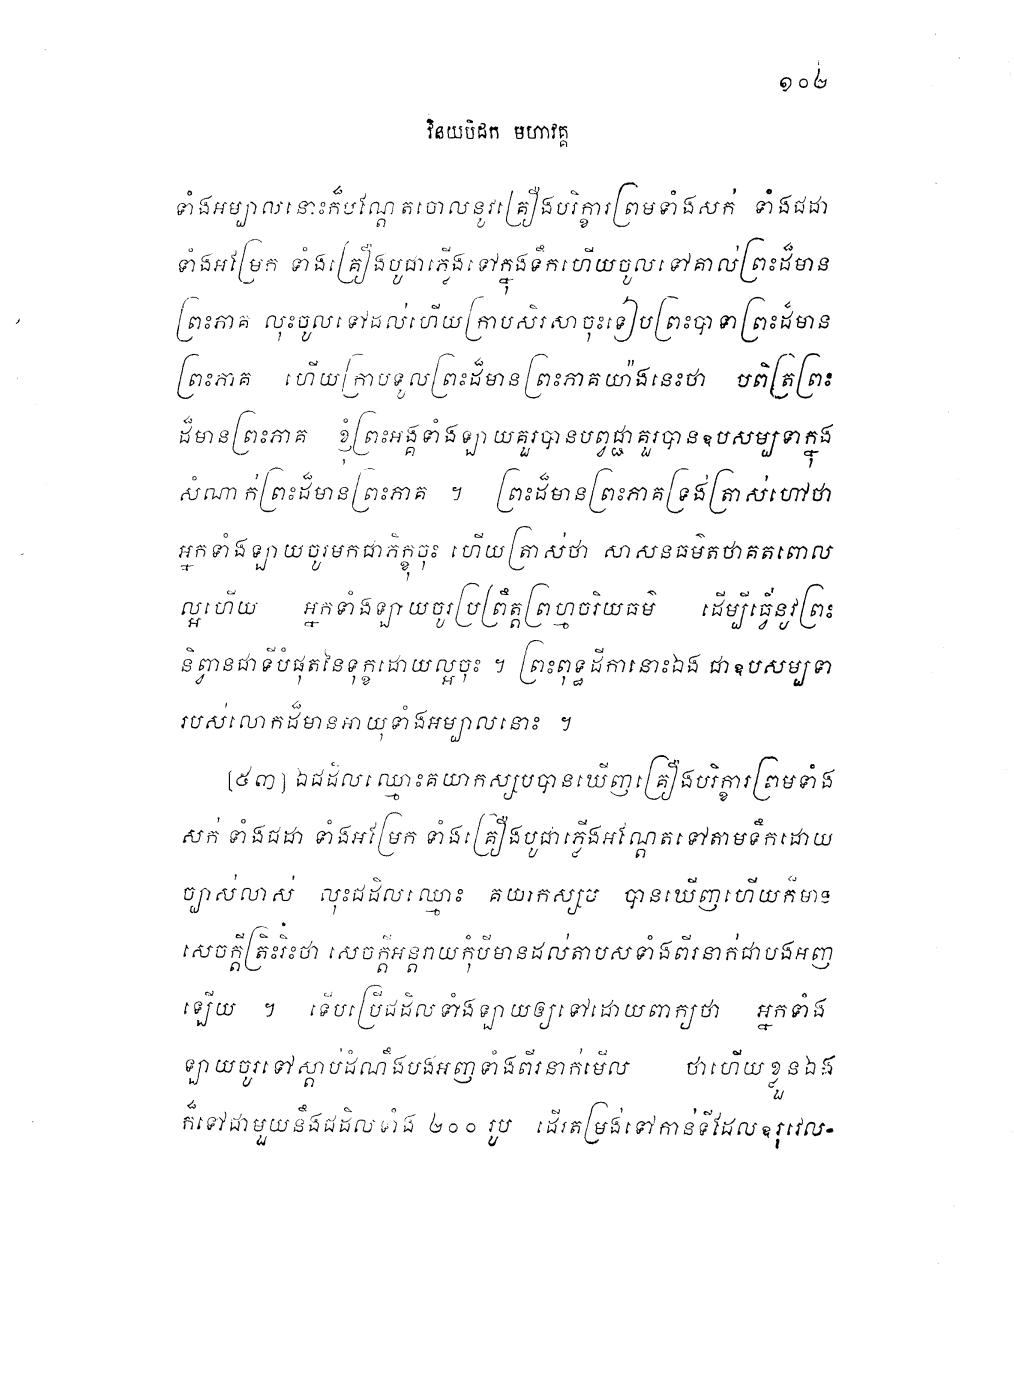 ១០២
វិនយបិដក មហាវគ្គ
ទាំងអម្បាលនោះក៏បណ្តែតចោលនូវគ្រឿងបរិក្ខារព្រមទាំងសក់ ទាំងជដា
ទាំងអម្រែក ទាំងគ្រឿងបូជាភ្លើងទៅក្នុងទឹកហើយចូលទៅគាល់ព្រះដ៏មាន
ព្រះភាគ លុះចូលទៅដល់ហើយក្រាបសិរសាចុះទៀបព្រះបាទាព្រះដ៏មាន
ព្រះភាគ ហើយក្រាបទូលព្រះដ៏មានព្រះភាគយ៉ាងនេះថា បពិត្រព្រះ
ដ៏មានព្រះភាគ ខ្ញុំព្រះអង្គទាំងឡាយគួរបានបព្វជ្ជាគួរបានឧបសម្បទាក្នុង
សំណាក់ព្រះដ៏មានព្រះភាគ ។ ព្រះដ៏មានព្រះភាគទ្រង់ត្រាស់ហៅថា
អ្នកទាំងឡាយចូរមកជាភិក្ខុចុះ ហើយត្រាស់ថា សាសនធម៌តថាគតពោល
ល្អហើយ អ្នកទាំងឡាយចូរប្រព្រឹត្តព្រហ្មចរិយធម៌ ដើម្បីធ្វើនូវព្រះ
និព្វានជាទីបំផុតនៃទុក្ខដោយល្អចុះ ។ ព្រះពុទ្ធដីកានោះឯង ជាឧបសម្បទា
របស់លោកដ៏មានអាយុទាំងអម្បាលនោះ ។
[៥៣] ឯជដិលឈ្មោះគយាកស្សបបានឃើញគ្រឿងបរិក្ខារព្រមទាំង
សក់ ទាំងជដា ទាំងអម្រែក ទាំងគ្រឿងបូជាភ្លើងអណ្តែតទៅតាមទឹកដោយ
ច្បាស់លាស់ លុះជដិលឈ្មោះ គយាកស្សប បានឃើញហើយក៏មាន
សេចក្តីត្រិះរិះថា សេចក្តីអន្តរាយកុំបីមានដល់តាបសទាំងពីរនាក់ជាបងអញ
ឡើយ ។ ទើបប្រើជដិលទាំងឡាយឲ្យទៅដោយពាក្យថា អ្នកទាំង
ឡាយចូរទៅស្តាប់ដំណឹងបងអញទាំងពីរនាក់មើល ថាហើយខ្លួនឯង
ក៏ទៅជាមួយនឹងជដិលទាំង ២០០ រូប ដើរតម្រង់ទៅកាន់ទីដែលឧរុវេល-